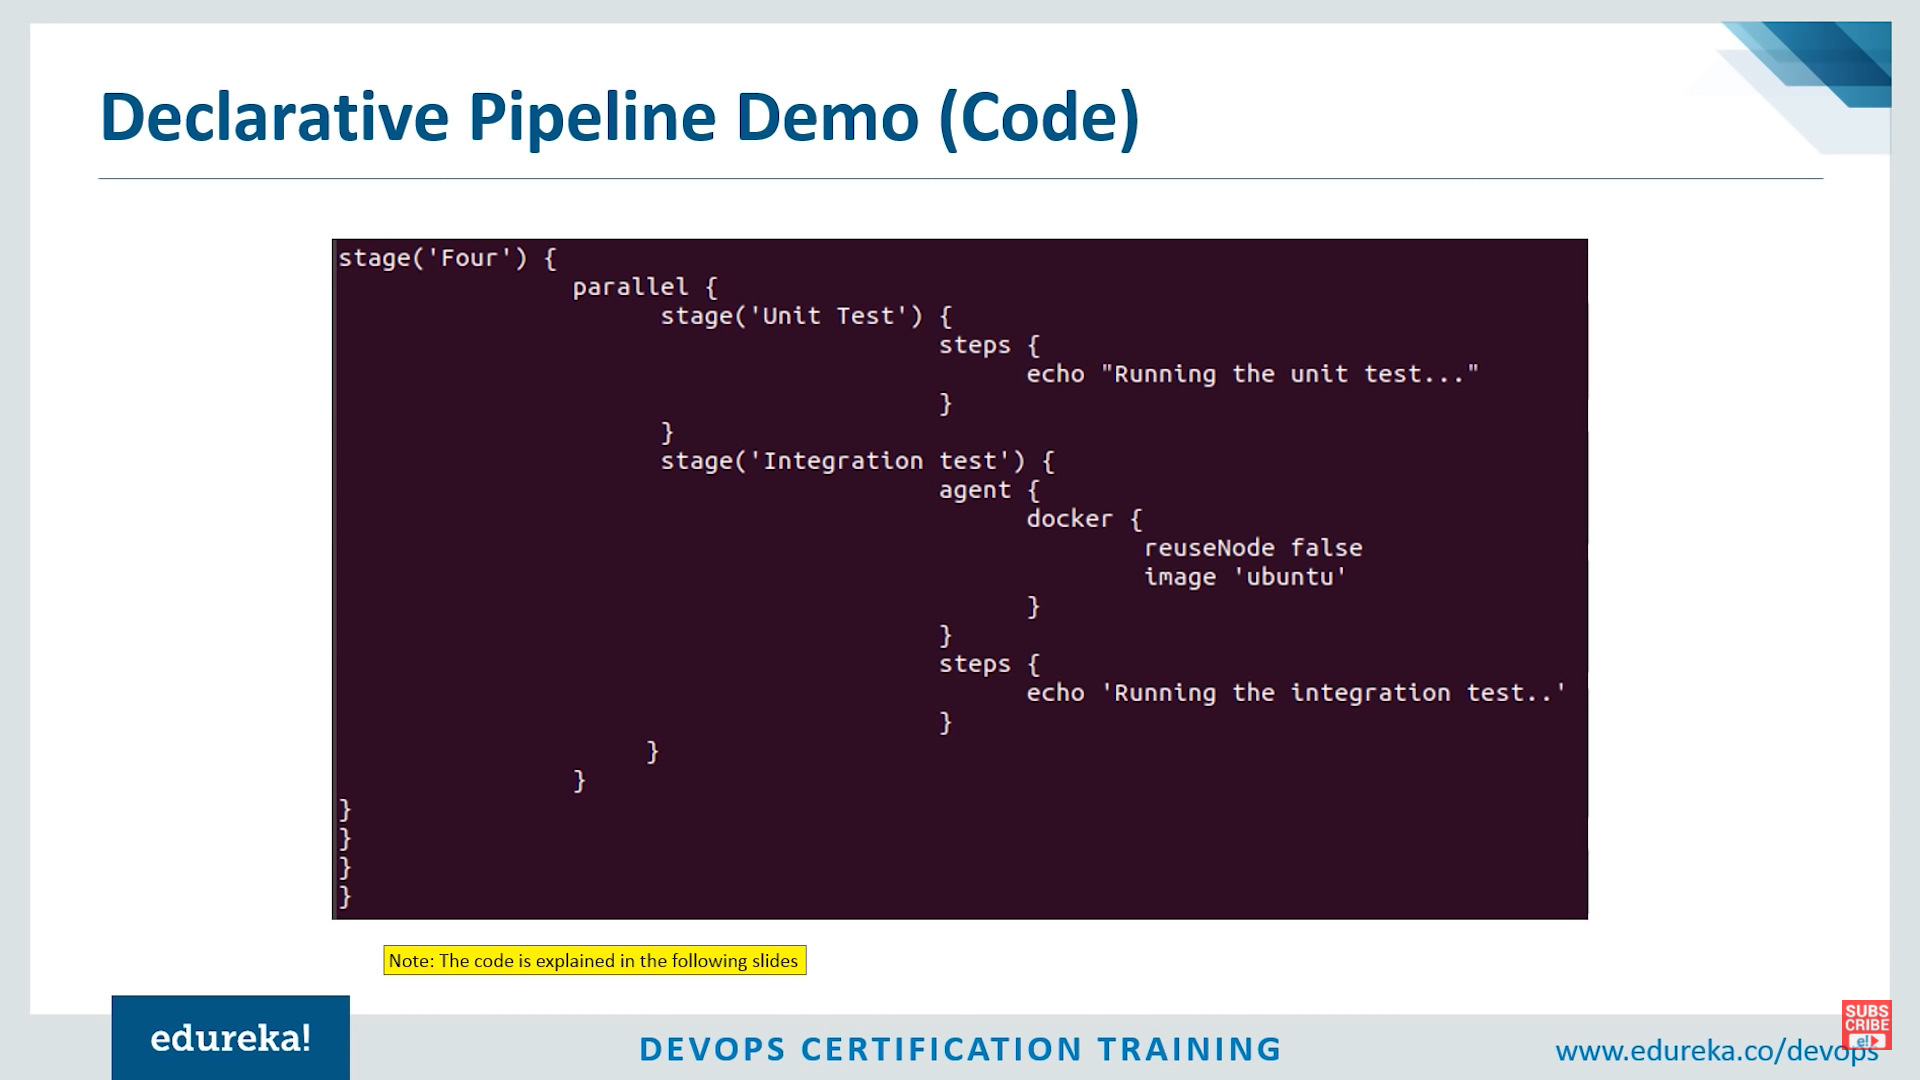 Declarative Pipeline Demo (Code)
stage('Four') {
parallel {
stage('Unit Test') {
steps {
echo "Running the unit test..."
}
}
stage('Integration test') {
agent {
docker {
reuseNode false
image 'ubuntu'
}
}
steps {
echo 'Running the integration test..'
}
}
}
}
}
}
}
Note: The code is explained in the following slides
edureka!
DEVOPS CERTIFICATION TRAINING
www.edureka.co/devops
SUBS
CRIBE
e!